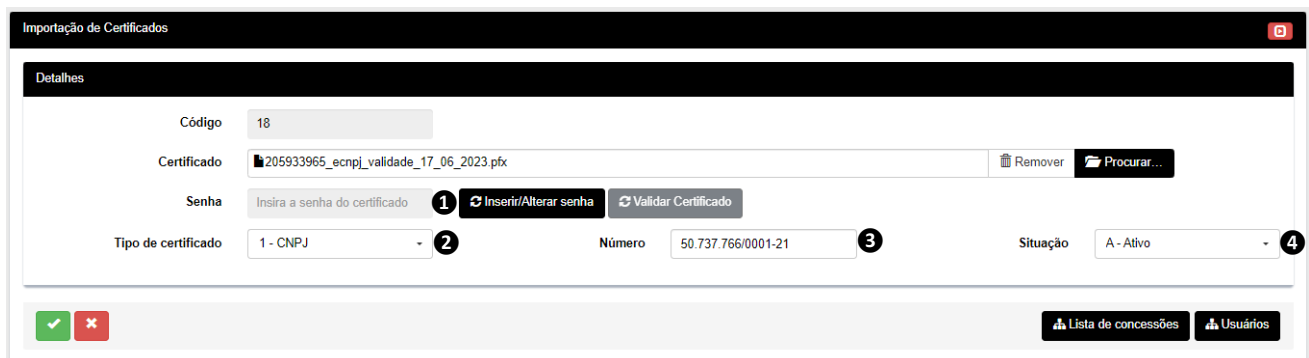 Importação de Certificados
Detalhes
Código 18
Certificado 205933965_ecnpj_validade_17_06_2023.pfx Remover Procurar...
Senha Insira a senha do certificado 1 Inserir/Alterar senha Validar Certificado
Tipo de certificado 1 - CNPJ 2 Número 50.737.766/0001-21 3 Situação A - Ativo 4
Lista de concessões Usuários